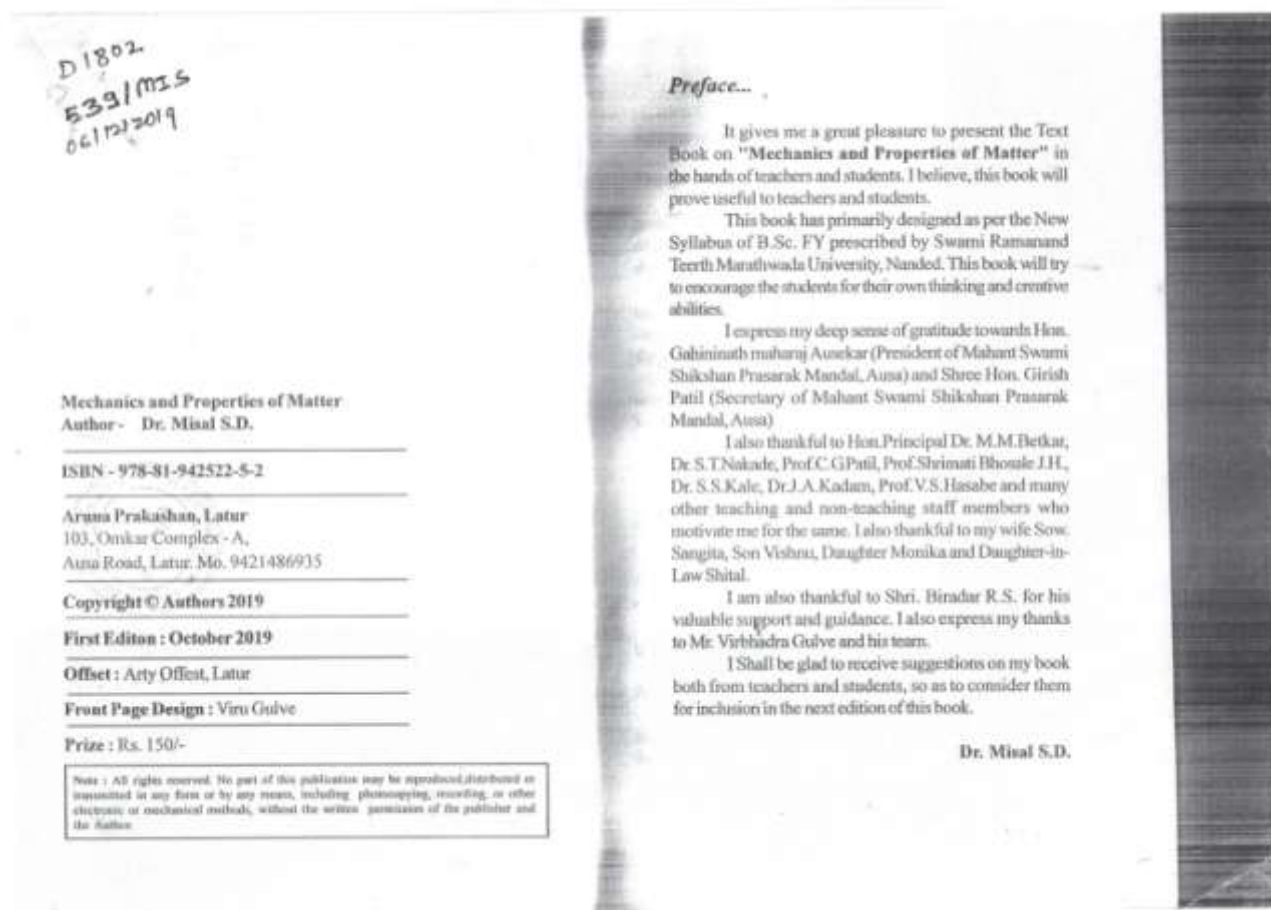 D1802
539/MIS
06/12/2019
Mechanics and Properties of Matter
Author - Dr. Misal S.D.
ISBN - 978-81-942522-5-2
Aruna Prakashan, Latur
103, Omkar Complex - A,
Ausa Road, Latur. Mo. 9421486935
Copyright © Authors 2019
First Editon : October 2019
Offset : Arty Offest, Latur
Front Page Design : Viru Gulve
Prize : Rs. 150/-
Note : All rights reserved. No part of this publication may be reproduced,distributed or
transmitted in any form or by any means, including photocopying, recording, or other
electronic or mechanical methods, without the written permission of the publisher and
the Author
Preface...
It gives me a great pleasure to present the Text
Book on "Mechanics and Properties of Matter" in
the hands of teachers and students. I believe, this book will
prove useful to teachers and students.
This book has primarily designed as per the New
Syllabus of B.Sc. FY prescribed by Swami Ramanand
Teerth Marathwada University, Nanded. This book will try
to encourage the students for their own thinking and creative
abilities.
I express my deep sense of gratitude towards Hon.
Gahininath maharaj Ausekar (President of Mahant Swami
Shikshan Prasarak Mandal, Ausa) and Shree Hon. Girish
Patil (Secretary of Mahant Swami Shikshan Prasarak
Mandal, Ausa)
I also thankful to Hon.Principal Dr. M.M.Betkar,
Dr. S.T.Nakade, Prof.C.G.Patil, Prof.Shrimati Bhosale J.H.,
Dr. S.S.Kale, Dr.J.A.Kadam, Prof.V.S.Hasabe and many
other teaching and non-teaching staff members who
motivate me for the same. I also thankful to my wife Sow.
Sangita, Son Vishnu, Daughter Monika and Daughter-in-
Law Shital.
I am also thankful to Shri. Biradar R.S. for his
valuable support and guidance. I also express my thanks
to Mr. Virbhadra Gulve and his team.
I Shall be glad to receive suggestions on my book
both from teachers and students, so as to consider them
for inclusion in the next edition of this book.
Dr. Misal S.D.